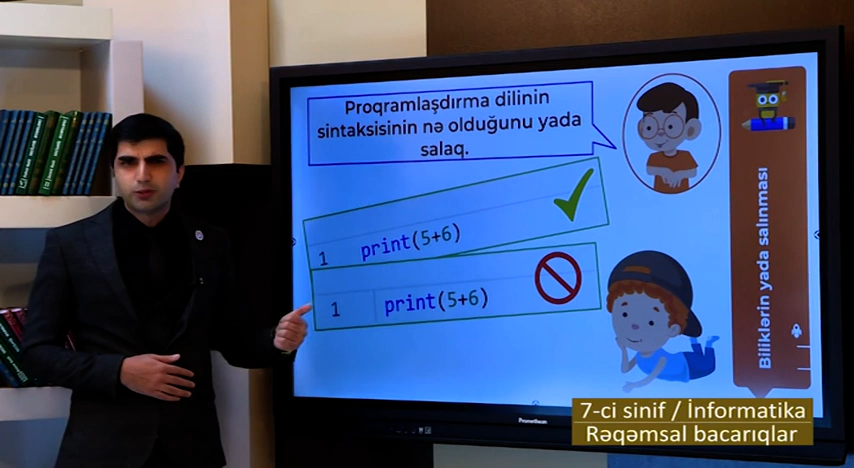 Proqramlaşdırma dilinin
sintaksisinin nə olduğunu yada
salaq.
1 print(5+6)
1 print(5+6)
Biliklərin yada salınması
Promethean
7-ci sinif / İnformatika
Rəqəmsal bacarıqlar